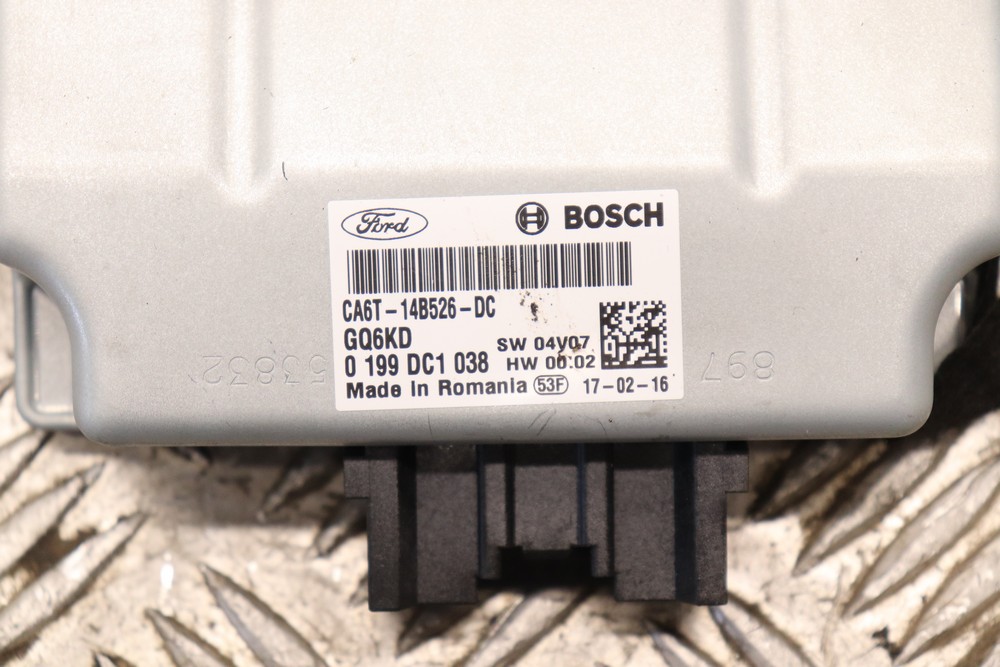 Ford BOSCH
CA6T-14B526-DC
GQ6KD
SW 04V07
0 199 DC1 038 HW 00.02
Made in Romania 53F 17-02-16
897